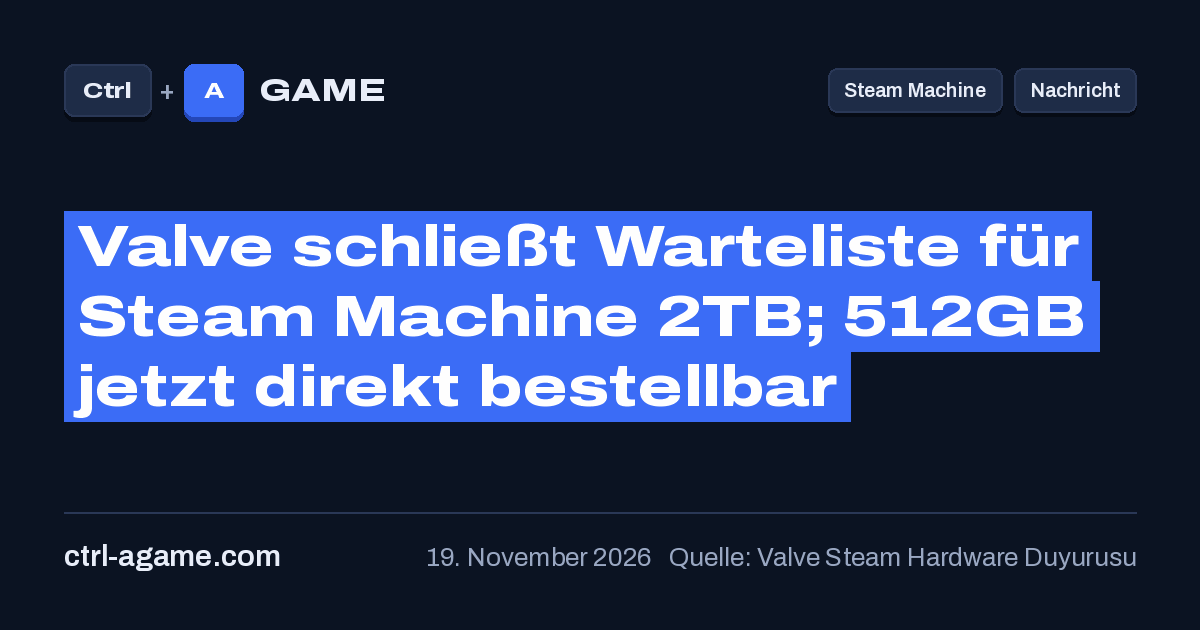 Ctrl + A GAME
Steam Machine Nachricht
Valve schließt Warteliste für
Steam Machine 2TB; 512GB
jetzt direkt bestellbar
ctrl-agame.com
19. November 2026 Quelle: Valve Steam Hardware Duyurusu